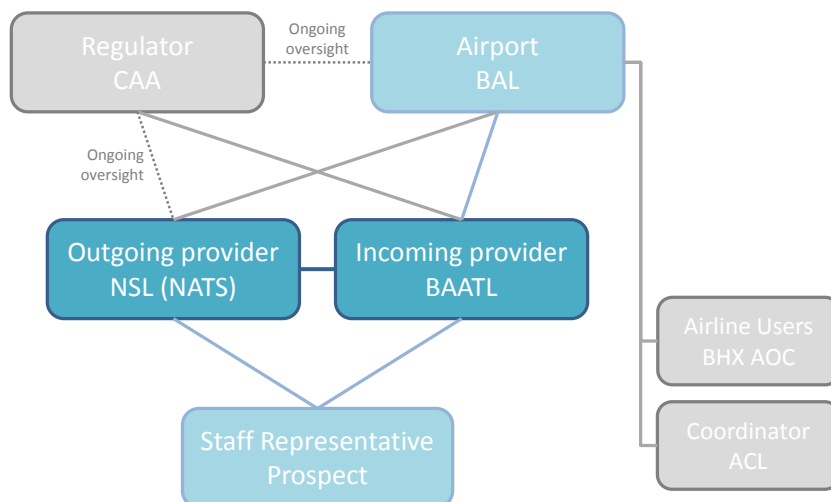 Regulator
CAA
Ongoing
oversight
Airport
BAL
Ongoing
oversight
Outgoing provider
NSL (NATS)
Incoming provider
BAATL
Airline Users
BHX AOC
Staff Representative
Prospect
Coordinator
ACL